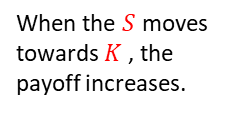 When the S moves
towards K , the
payoff increases.